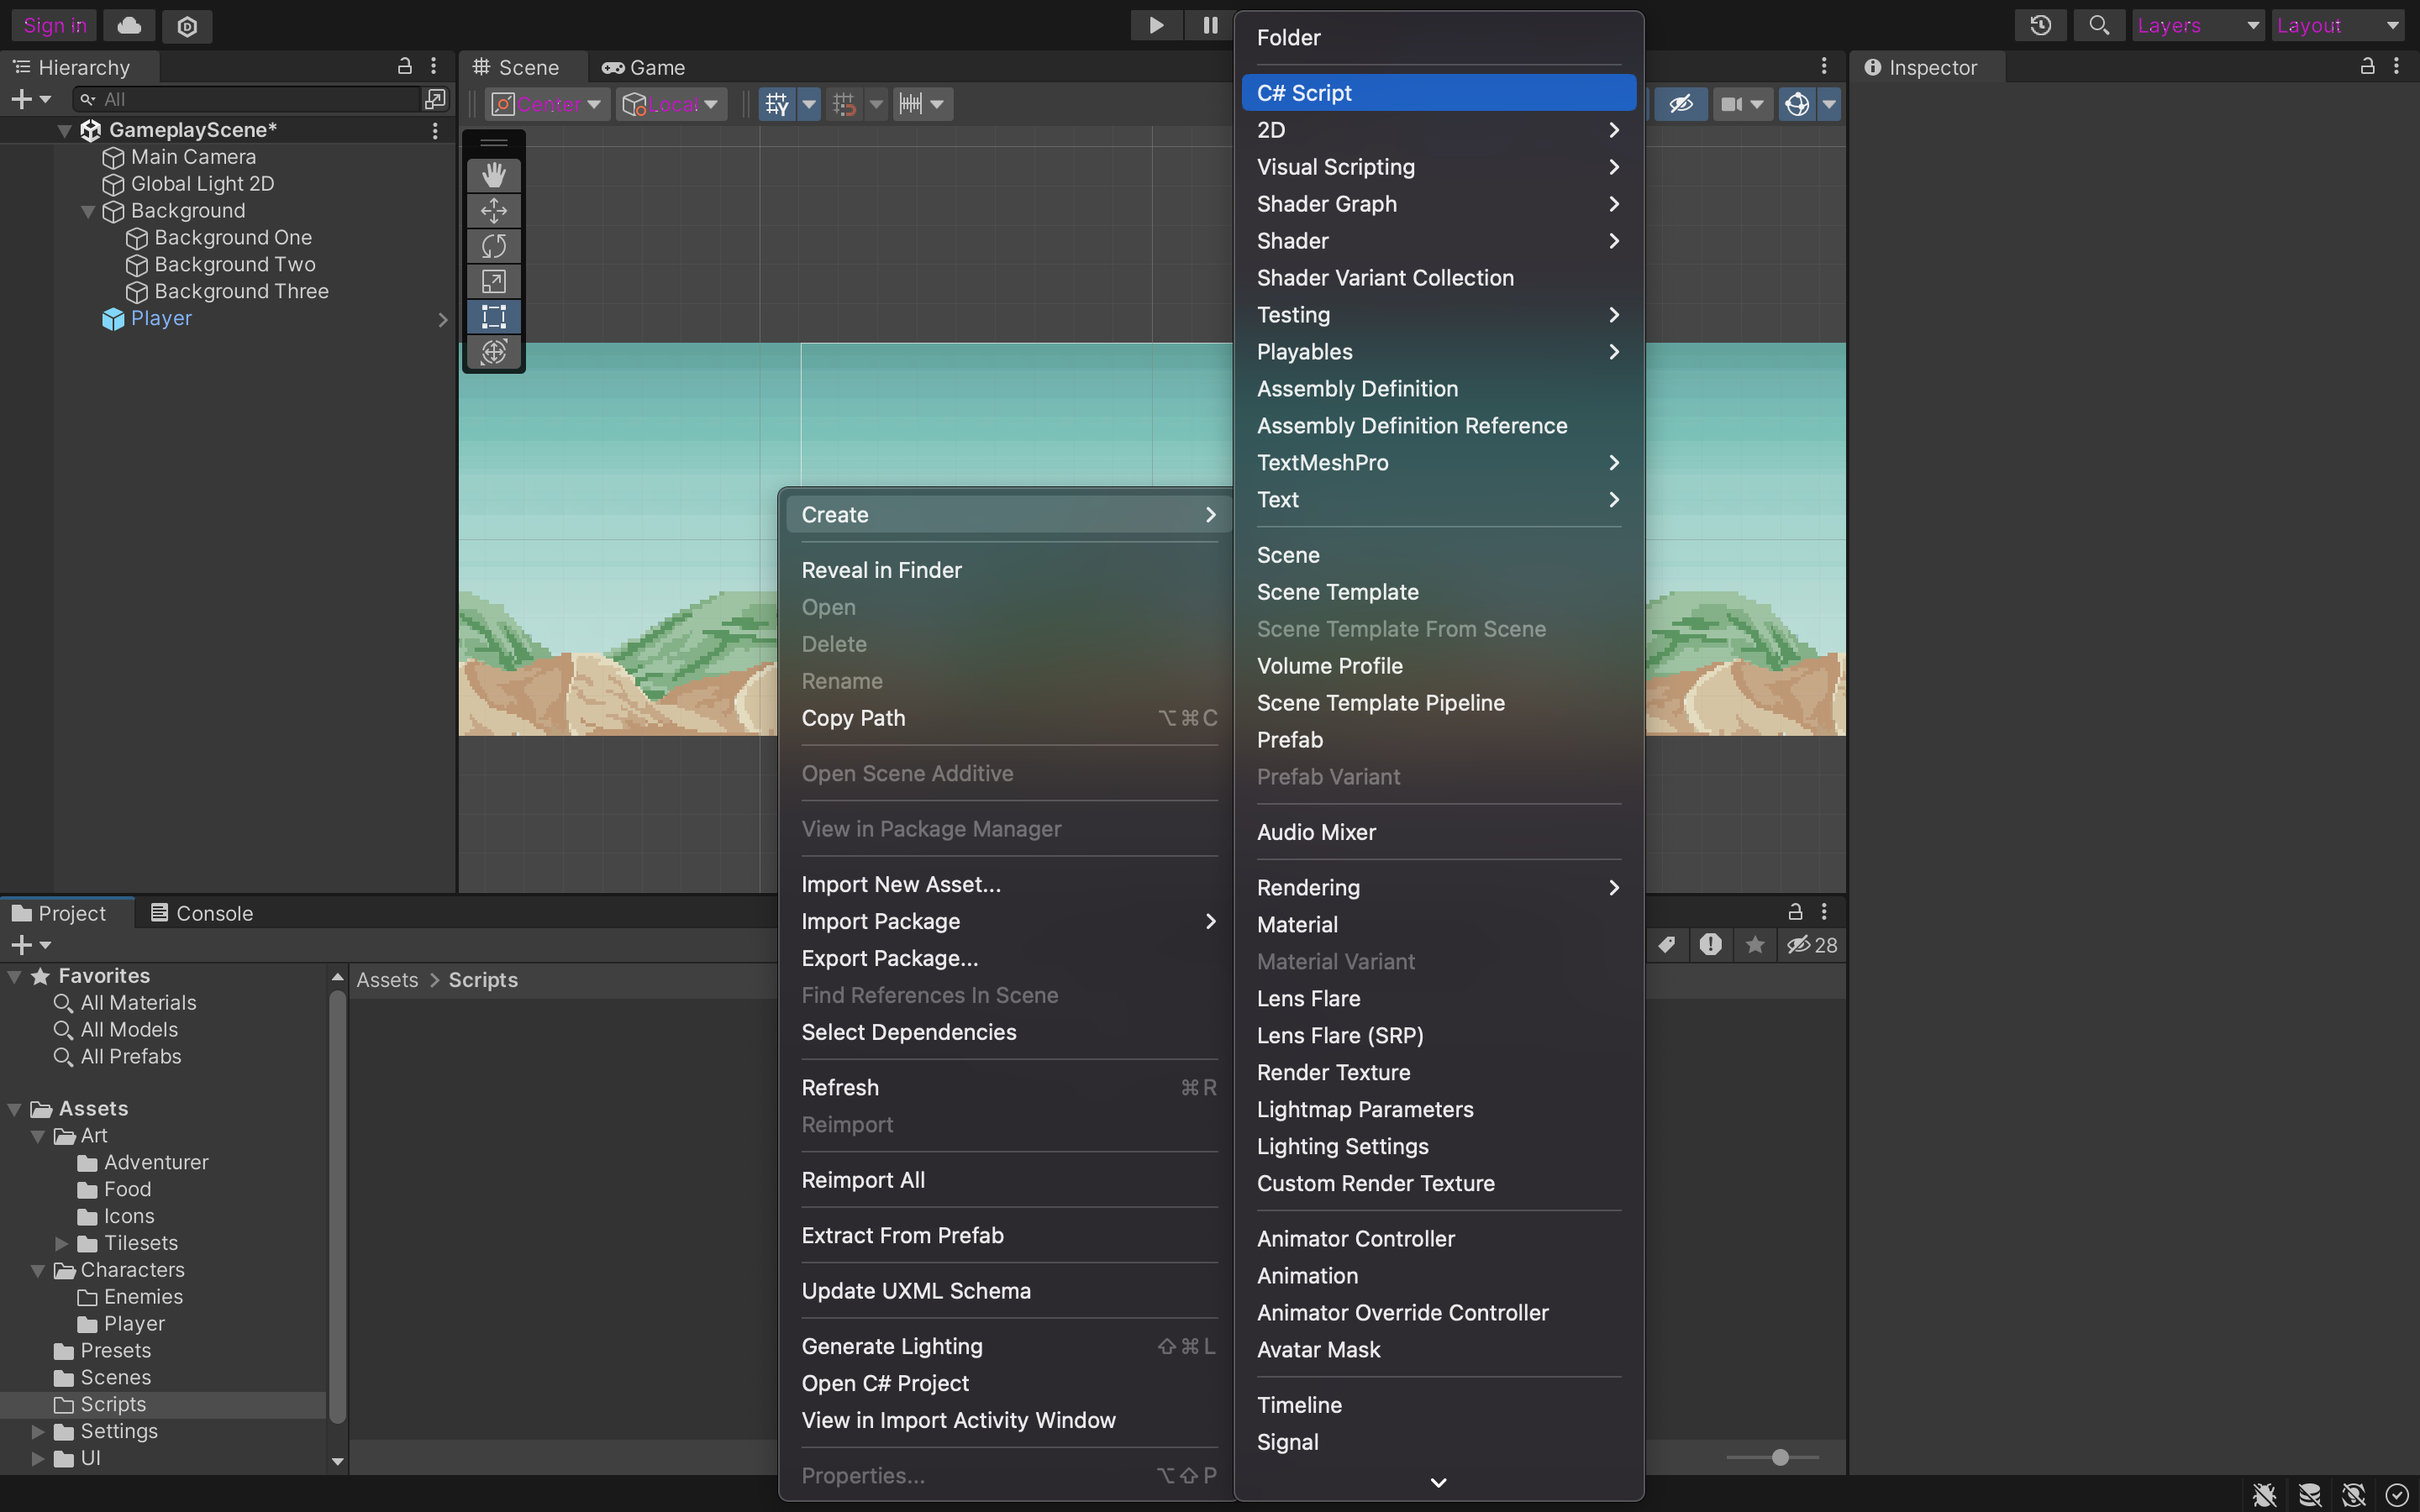 Sign in
Layers
Layout
Hierarchy
All
GameplayScene*
Main Camera
Global Light 2D
Background
Background One
Background Two
Background Three
Player
Scene
Game
Center
Local
Inspector
Create
Reveal in Finder
Open
Delete
Rename
Copy Path ⌥⌘C
Open Scene Additive
View in Package Manager
Import New Asset...
Import Package
Export Package...
Find References In Scene
Select Dependencies
Refresh ⌘R
Reimport
Reimport All
Extract From Prefab
Update UXML Schema
Generate Lighting ⇧⌘L
Open C# Project
View in Import Activity Window
Properties... ⌥⇧P
Folder
C# Script
2D
Visual Scripting
Shader Graph
Shader
Shader Variant Collection
Testing
Playables
Assembly Definition
Assembly Definition Reference
TextMeshPro
Text
Scene
Scene Template
Scene Template From Scene
Volume Profile
Scene Template Pipeline
Prefab
Prefab Variant
Audio Mixer
Rendering
Material
Material Variant
Lens Flare
Lens Flare (SRP)
Render Texture
Lightmap Parameters
Lighting Settings
Custom Render Texture
Animator Controller
Animation
Animator Override Controller
Avatar Mask
Timeline
Signal
Project
Console
28
Favorites
All Materials
All Models
All Prefabs
Assets
Art
Adventurer
Food
Icons
Tilesets
Characters
Enemies
Player
Presets
Scenes
Scripts
Settings
UI
Assets > Scripts